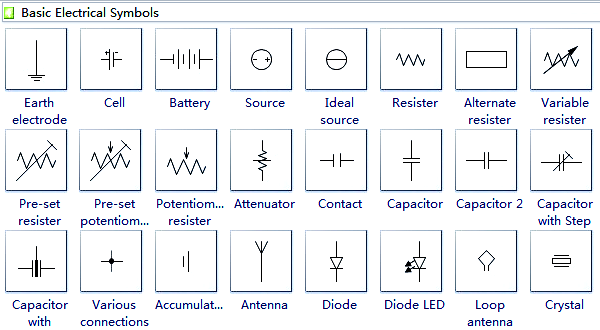 Basic Electrical Symbols
Earth electrode
Cell
Battery
Source
Ideal source
Resister
Alternate resister
Variable resister
Pre-set resister
Pre-set potentiom...
Potentiom... resister
Attenuator
Contact
Capacitor
Capacitor 2
Capacitor with Step
Capacitor with
Various connections
Accumulat...
Antenna
Diode
Diode LED
Loop antenna
Crystal